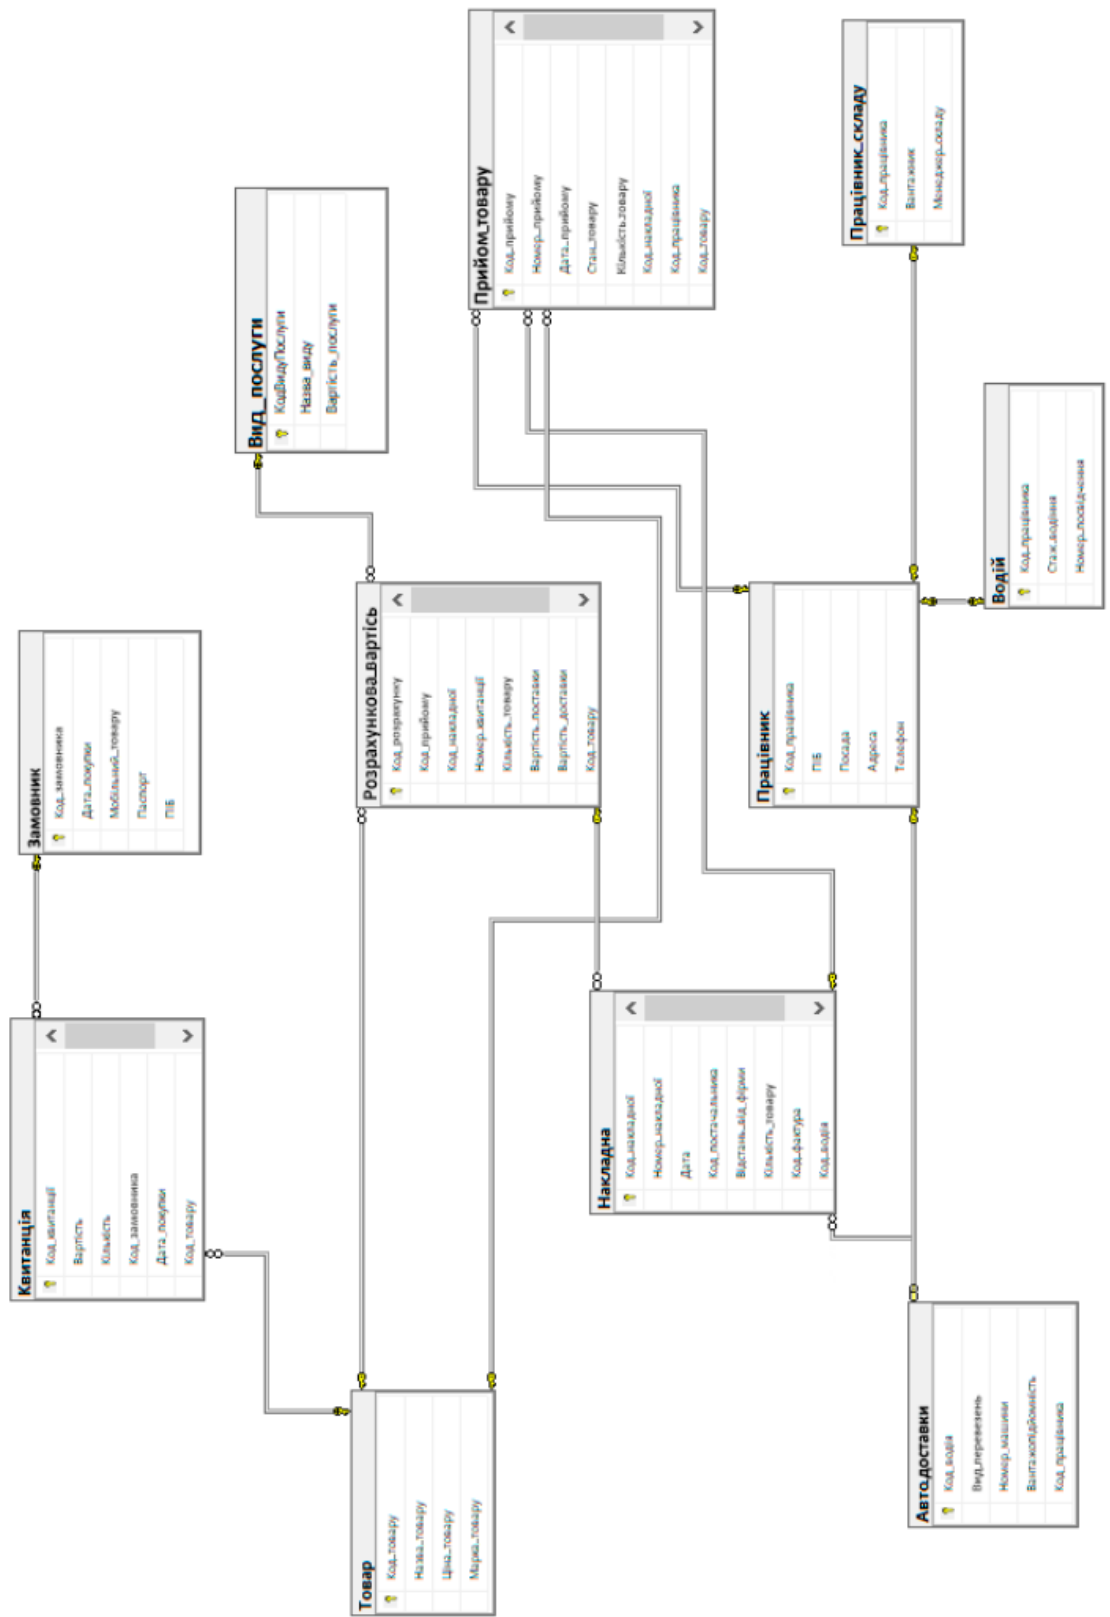 Квитанція
Код_квитанції
Вартість
Кількість
Код_замовника
Дата_покупки
Код_товару
Замовник
Код_замовника
Дата_покупки
Мобільний_товару
Паспорт
ПІБ
Вид_послуги
КодВидуПослуги
Назва_виду
Вартість_послуги
Товар
Код_товару
Назва_товару
Ціна_товару
Марка_товару
Розрахункова_вартісь
Код_розрахунку
Код_прийому
Код_накладної
Номер_квитанції
Кількість_товару
Вартість_поставки
Вартість_доставки
Код_товару
Прийом_товару
Код_прийому
Номер_прийому
Дата_прийому
Стан_товару
Кількість_товару
Код_накладної
Код_працівника
Код_товару
Накладна
Код_накладної
Номер_накладної
Дата
Код_постачальника
Відстань_від_фірми
Кількість_товару
Код_фактура
Код_водія
Працівник
Код_працівника
ПІБ
Посада
Адреса
Телефон
Працівник_складу
Код_працівника
Вантажник
Менеджер_складу
Автодоставки
Код_водія
Вид_перевезень
Номер_машини
Вантажопідйомність
Код_працівника
Водій
Код_працівника
Стаж_водіння
Номер_посвідчення